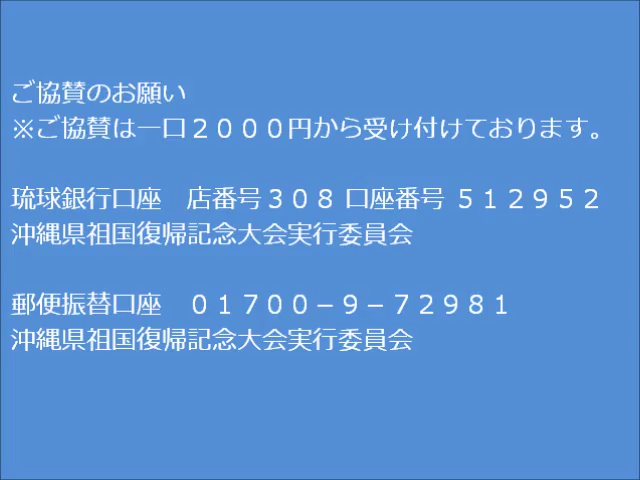 ご協賛のお願い
※ご協賛は一口２０００円から受け付けております。
琉球銀行口座　店番号３０８ 口座番号 ５１２９５２
沖縄県祖国復帰記念大会実行委員会
郵便振替口座　０１７００－９－７２９８１
沖縄県祖国復帰記念大会実行委員会